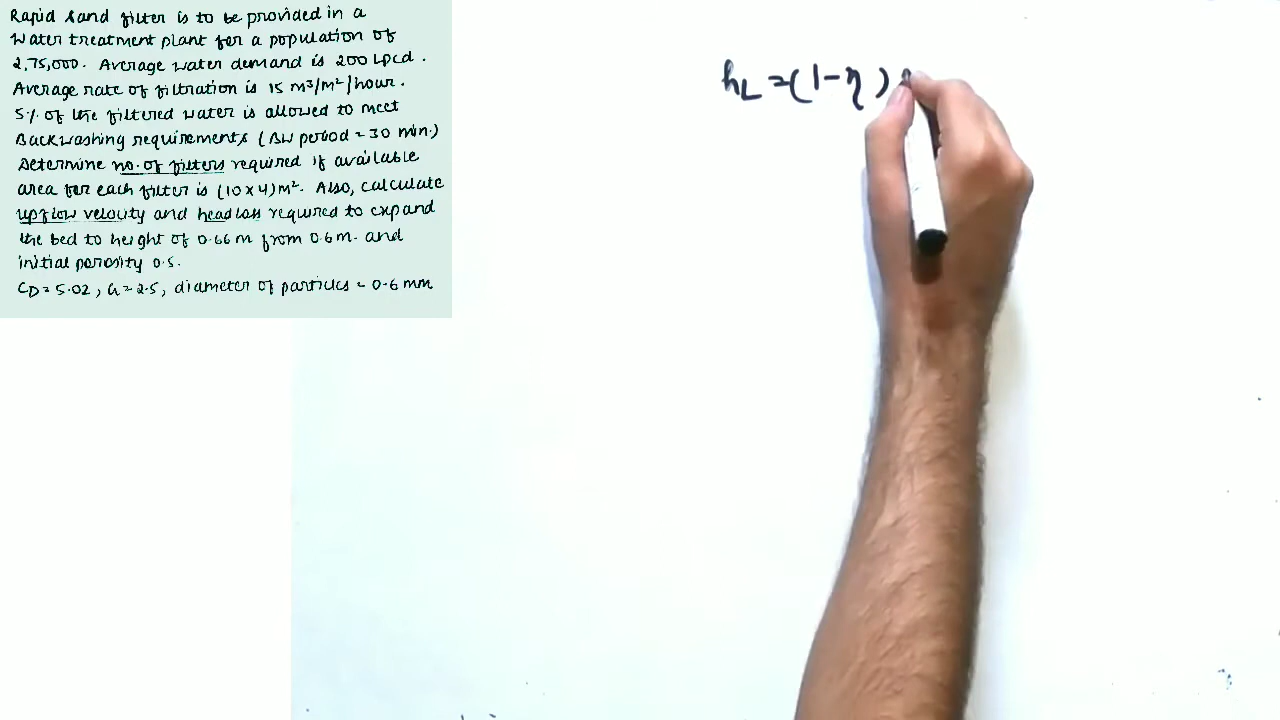 Rapid sand filter is to be provided in a
water treatment plant for a population of
2,75,000. Average water demand is 200 Lpcd.
Average rate of filtration is 15 m³/m²/hour.
5% of the filtered water is allowed to meet
Backwashing requirements (BW period = 30 min.)
Determine no. of filters required if available
area for each filter is (10 x 4)m². Also, calculate
upflow velocity and headloss required to expand
the bed to height of 0.66 m from 0.6 m. and
initial porosity 0.5.
CD = 5.02, G = 2.5, diameter of particles = 0.6 mm
hL = (1-η)